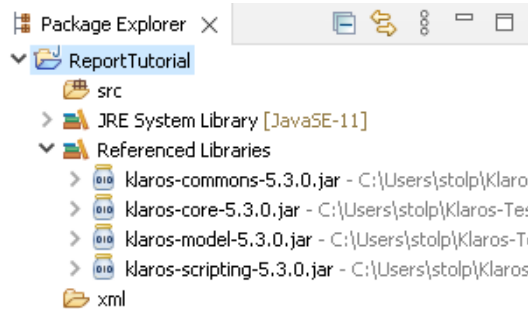 Package Explorer
ReportTutorial
src
JRE System Library [JavaSE-11]
Referenced Libraries
klaros-commons-5.3.0.jar - C:\Users\stolp\Klaro
klaros-core-5.3.0.jar - C:\Users\stolp\Klaros-Tes
klaros-model-5.3.0.jar - C:\Users\stolp\Klaros-T
klaros-scripting-5.3.0.jar - C:\Users\stolp\Klaros
xml